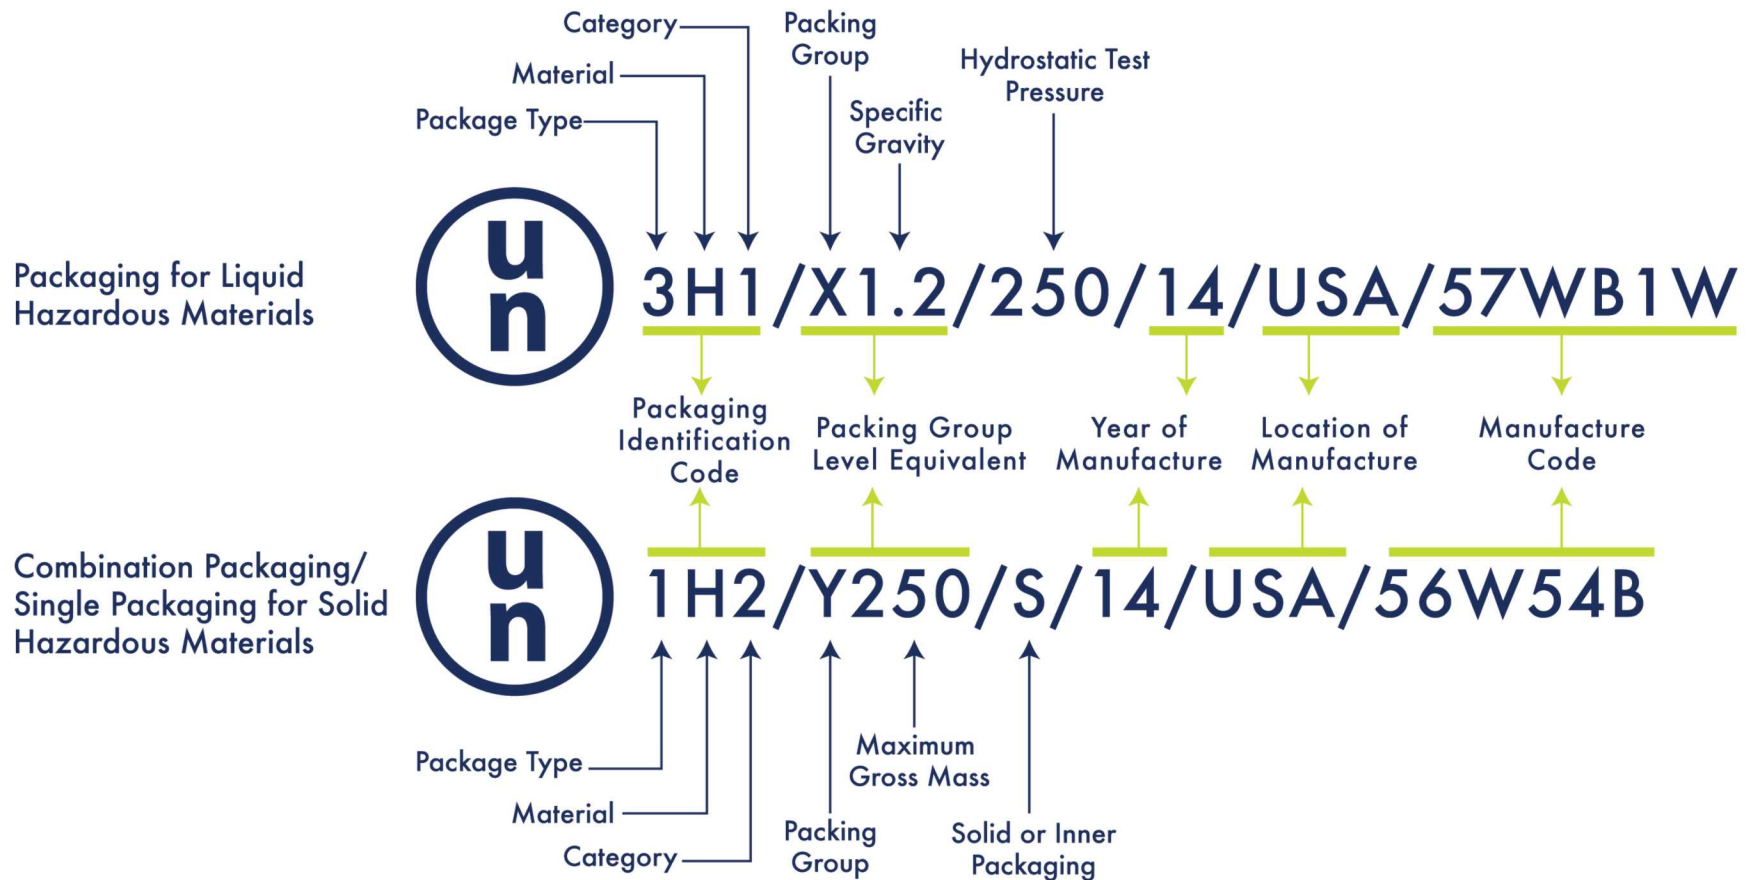 Category
Packing
Group
Material
Hydrostatic Test
Pressure
Package Type
Specific
Gravity
Packaging for Liquid
Hazardous Materials
u
n
3H1/X1.2/250/14/USA/57WB1W
Packaging
Identification
Code
Packing Group
Level Equivalent
Year of
Manufacture
Location of
Manufacture
Manufacture
Code
Combination Packaging/
Single Packaging for Solid
Hazardous Materials
u
n
1H2/Y250/S/14/USA/56W54B
Package Type
Material
Category
Packing
Group
Maximum
Gross Mass
Solid or Inner
Packaging